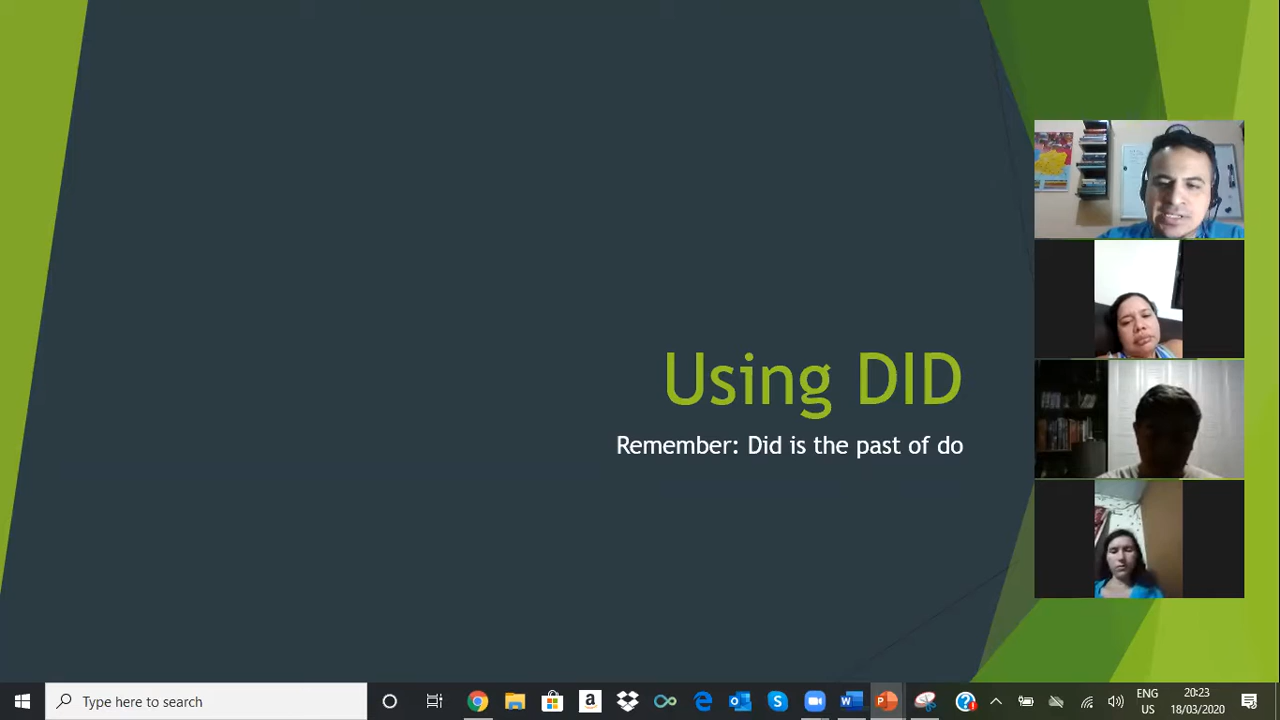 Using DID
Remember: Did is the past of do
Type here to search
ENG
US
20:23
18/03/2020